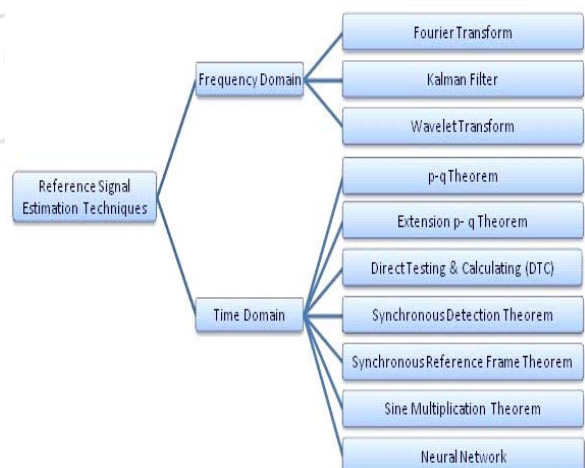 Reference Signal
Estimation Techniques
Frequency Domain
Fourier Transform
Kalman Filter
Wavelet Transform
Time Domain
p-q Theorem
Extension p- q Theorem
Direct Testing & Calculating (DTC)
Synchronous Detection Theorem
Synchronous Reference Frame Theorem
Sine Multiplication Theorem
Neural Network